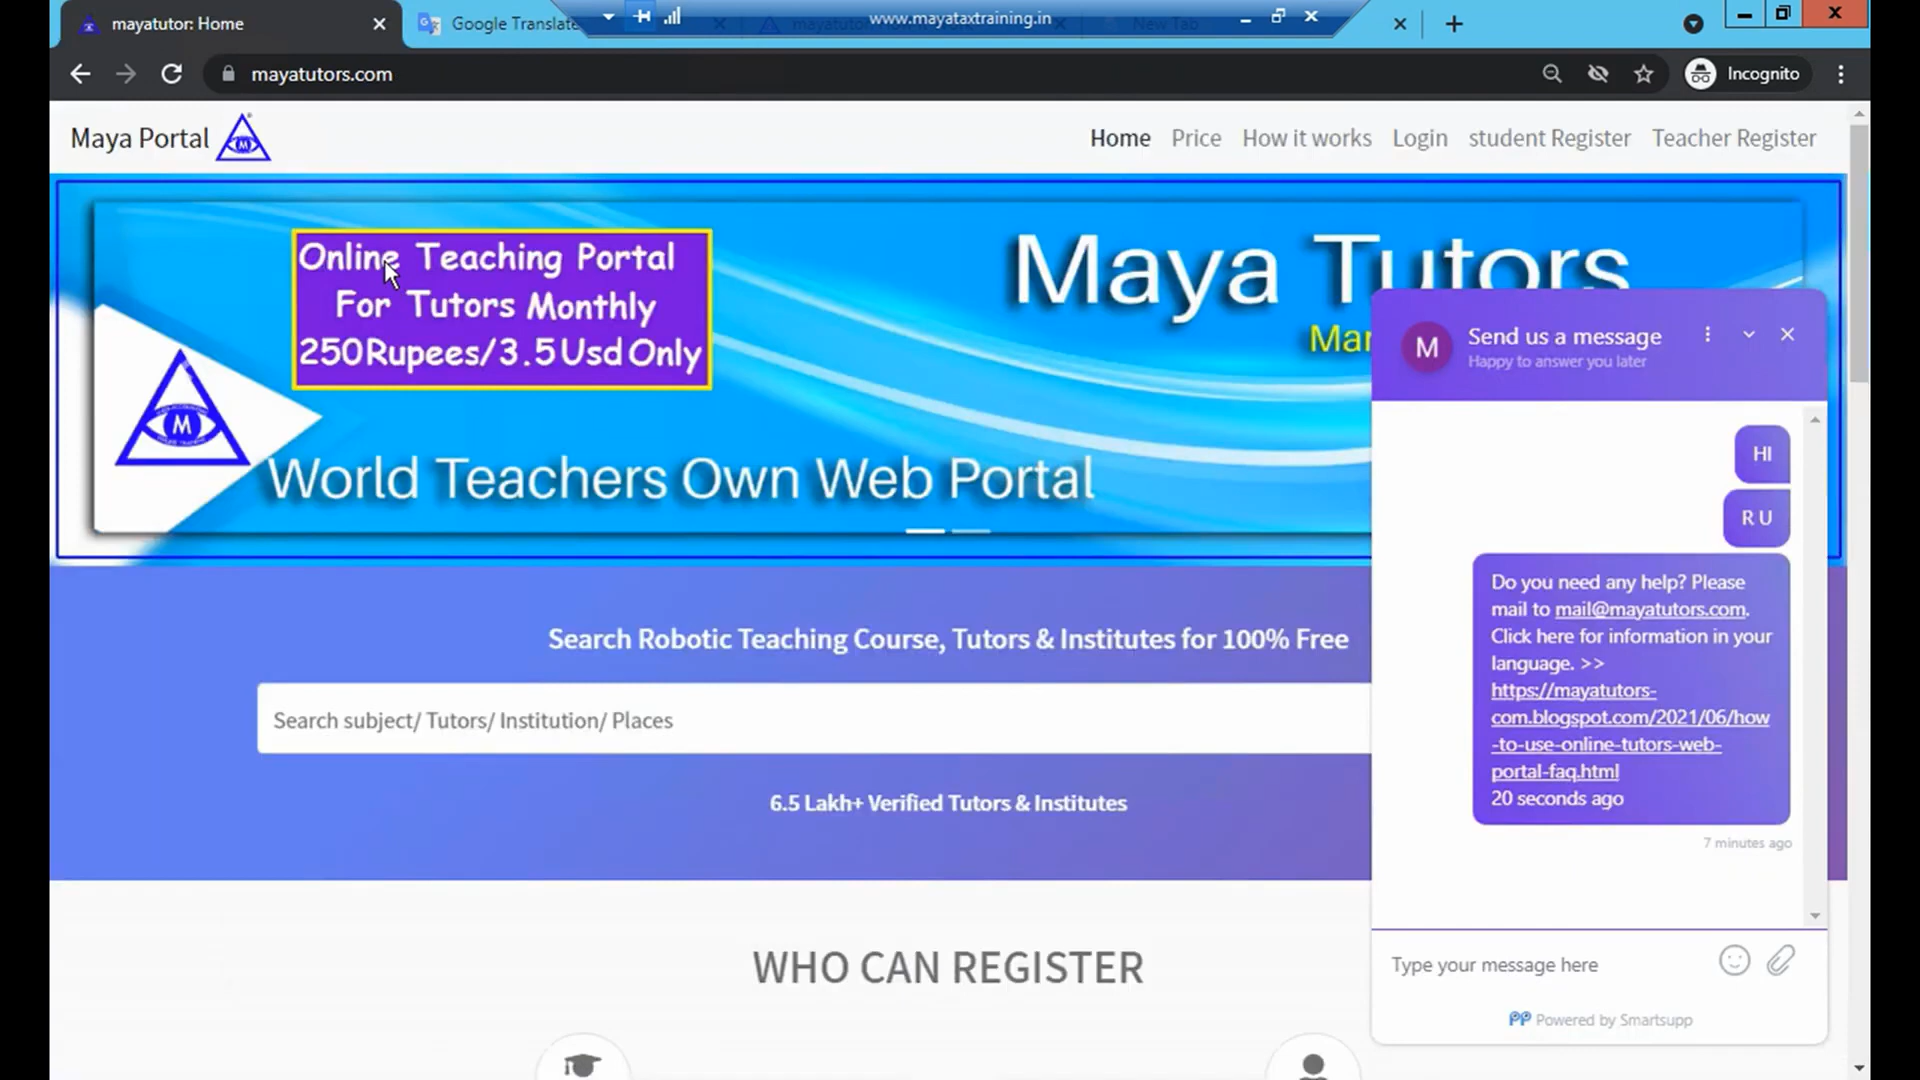 mayatutor: Home
Google Translate
www.mayataxtraining.in
New Tab
mayatutors.com
Incognito
Maya Portal
M
Home Price How it works Login student Register Teacher Register
Online Teaching Portal
For Tutors Monthly
250Rupees/3.5Usd Only
Maya Tutors
Mar
M
World Teachers Own Web Portal
Search Robotic Teaching Course, Tutors & Institutes for 100% Free
Search subject/ Tutors/ Institution/ Places
6.5 Lakh+ Verified Tutors & Institutes
WHO CAN REGISTER
M
Send us a message
Happy to answer you later
HI
R U
Do you need any help? Please
mail to mail@mayatutors.com.
Click here for information in your
language. >>
https://mayatutors-
com.blogspot.com/2021/06/how
-to-use-online-tutors-web-
portal-faq.html
20 seconds ago
7 minutes ago
Type your message here
Powered by Smartsupp